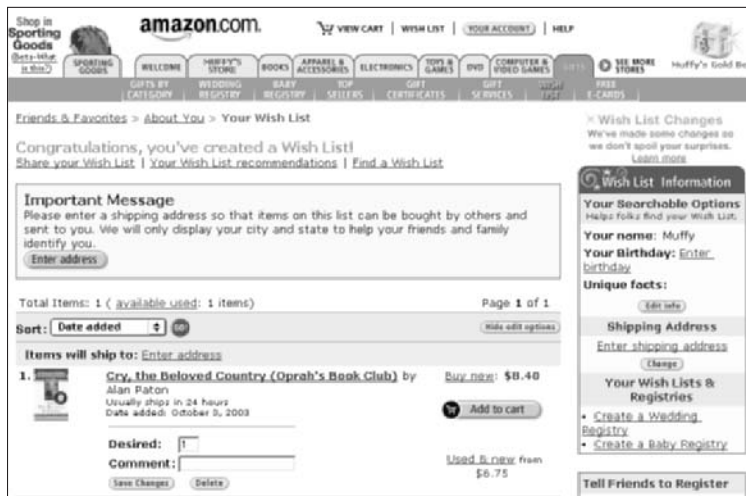 Shop in
Sporting
Goods
(Beta-What
is this?)
amazon.com.
VIEW CART | WISH LIST | YOUR ACCOUNT | HELP
SPORTING
GOODS
WELCOME
MUFFY'S
STORE
BOOKS
APPAREL &
ACCESSORIES
ELECTRONICS
TOYS &
GAMES
DVD
COMPUTER &
VIDEO GAMES
GIFTS
SEE MORE
STORES
Muffy's Gold Bo
GIFTS BY
CATEGORY
WEDDING
REGISTRY
BABY
REGISTRY
TOP
SELLERS
GIFT
CERTIFICATES
GIFT
SERVICES
WISH
LIST
FREE
E-CARDS
Friends & Favorites > About You > Your Wish List
Congratulations, you've created a Wish List!
Share your Wish List | Your Wish List recommendations | Find a Wish List
Important Message
Please enter a shipping address so that items on this list can be bought by others and
sent to you. We will only display your city and state to help your friends and family
identify you.
Enter address
Total Items: 1 ( available used: 1 items)
Page 1 of 1
Sort: Date added GO!
Hide edit options
Items will ship to: Enter address
1. Cry, the Beloved Country (Oprah's Book Club) by
Alan Paton
Usually ships in 24 hours
Date added: October 3, 2003
Buy new: $8.40
Add to cart
Desired: 1
Comment:
Save Changes
Delete
Used & new from
$6.75
Wish List Changes
We've made some changes so
we don't spoil your surprises.
Learn more
Wish List Information
Your Searchable Options
Helps folks find your Wish List.
Your name: Muffy
Your Birthday: Enter
birthday
Unique facts:
Edit info
Shipping Address
Enter shipping address
Change
Your Wish Lists &
Registries
• Create a Wedding
Registry
• Create a Baby Registry
Tell Friends to Register